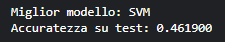 Miglior modello: SVM
Accuratezza su test: 0.461900